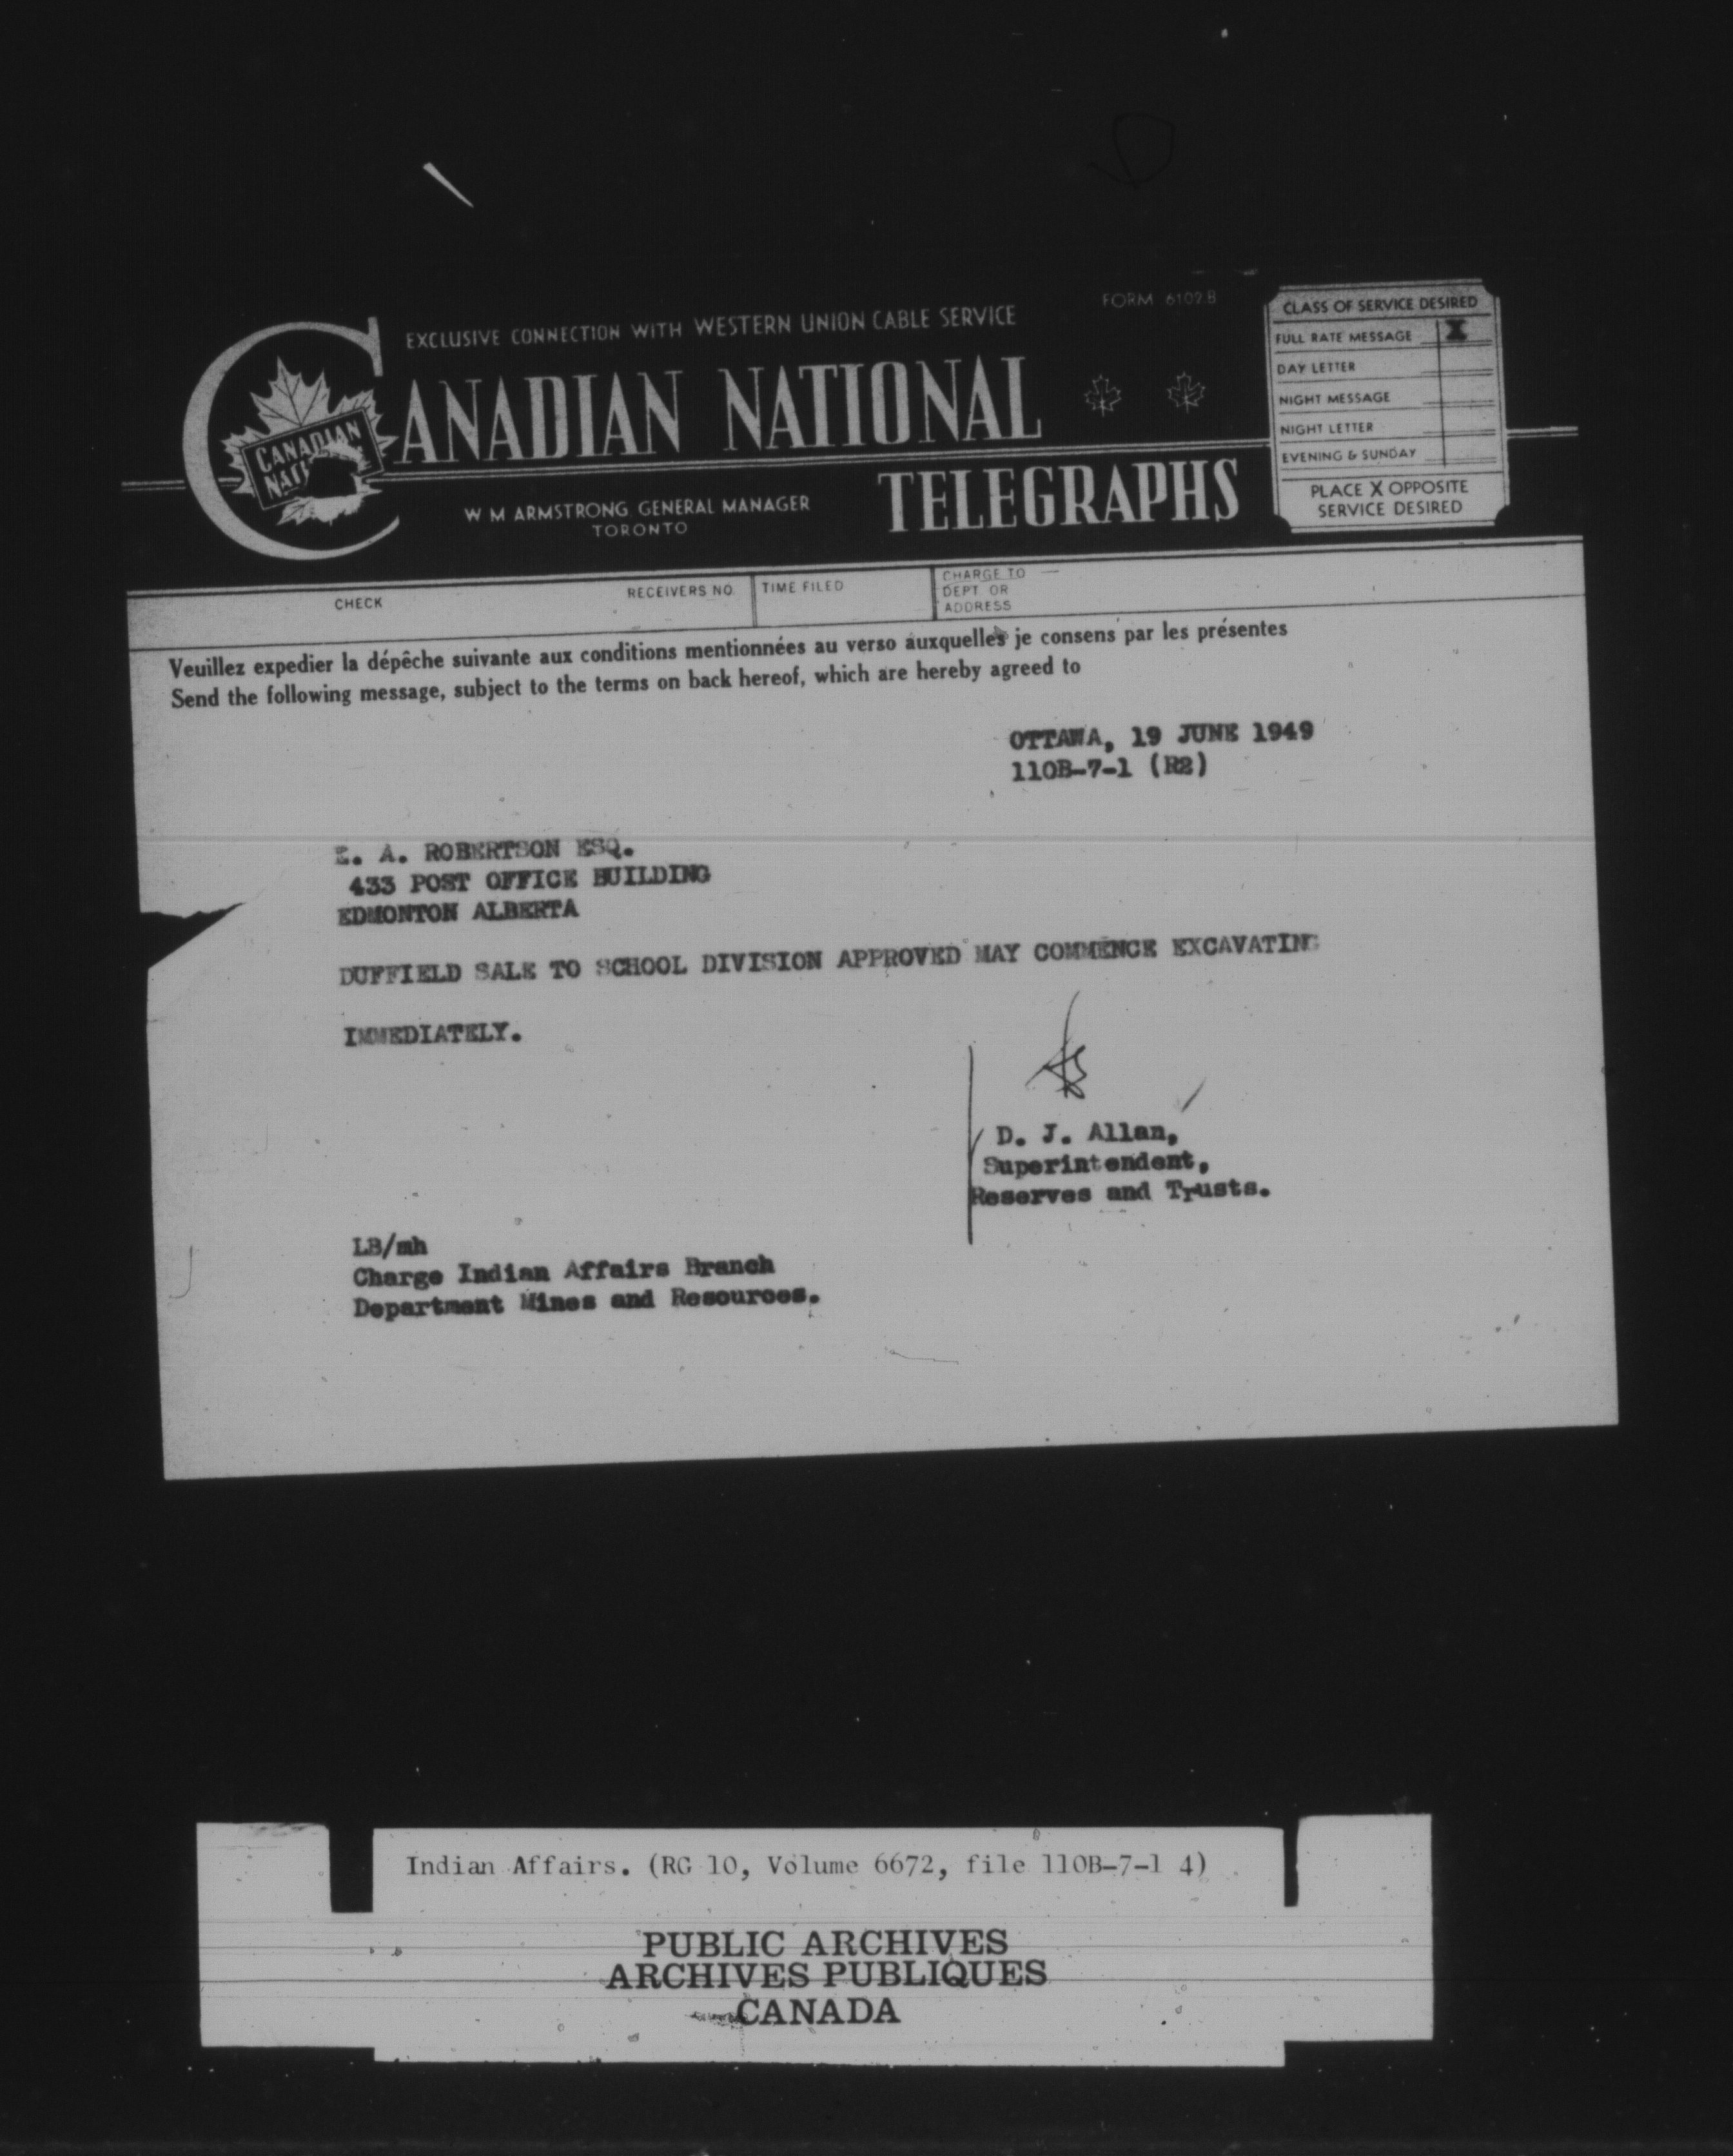 FORM 6102.B
EXCLUSIVE CONNECTION WITH WESTERN UNION CABLE SERVICE
CANADIAN NATIONAL
CANADIAN
TELEGRAPHS
W M ARMSTRONG GENERAL MANAGER
TORONTO
CLASS OF SERVICE DESIRED
FULL RATE MESSAGE X
DAY LETTER
NIGHT MESSAGE
NIGHT LETTER
EVENING & SUNDAY
PLACE X OPPOSITE
SERVICE DESIRED
CHECK
RECEIVERS NO.
TIME FILED
CHARGE TO
DEPT OR
ADDRESS
Veuillez expedier la dépêche suivante aux conditions mentionnées au verso auxquelles je consens par les présentes
Send the following message, subject to the terms on back hereof, which are hereby agreed to
OTTAWA, 19 JUNE 1949
110B-7-1 (R2)
A. ROBERTSON ESQ.
433 POST OFFICE BUILDING
EDMONTON ALBERTA
DUFFIELD SALE TO SCHOOL DIVISION APPROVED MAY COMMENCE EXCAVATING
IMMEDIATELY.
D. J. Allan,
Superintendent,
Reserves and Trusts.
LB/mh
Charge Indian Affairs Branch
Department Mines and Resources.
Indian Affairs. (RG 10, Volume 6672, file 110B-7-1 4)
PUBLIC ARCHIVES
ARCHIVES PUBLIQUES
CANADA